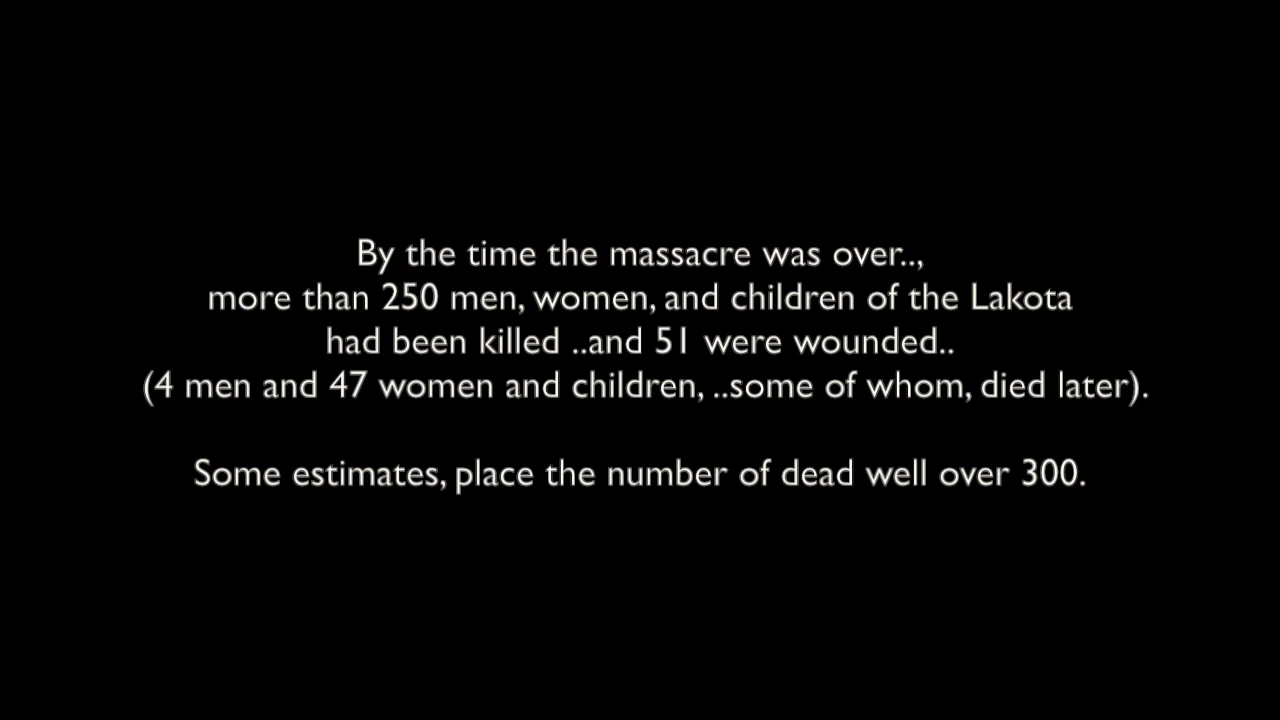 By the time the massacre was over..,
more than 250 men, women, and children of the Lakota
had been killed ..and 51 were wounded..
(4 men and 47 women and children, ..some of whom, died later).
Some estimates, place the number of dead well over 300.